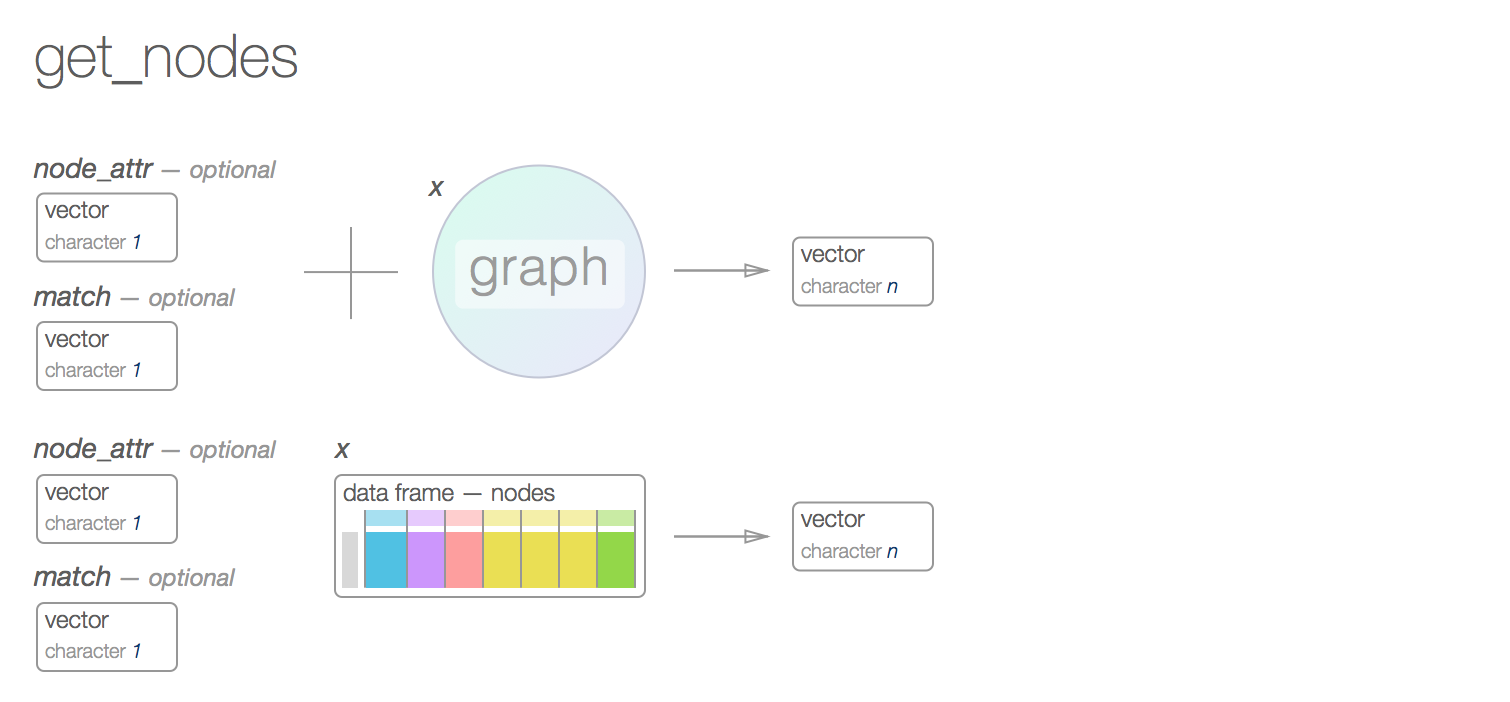 get_nodes
node_attr — optional
vector
character 1
match — optional
vector
character 1
x
graph
vector
character n
node_attr — optional
vector
character 1
match — optional
vector
character 1
x
data frame — nodes
vector
character n